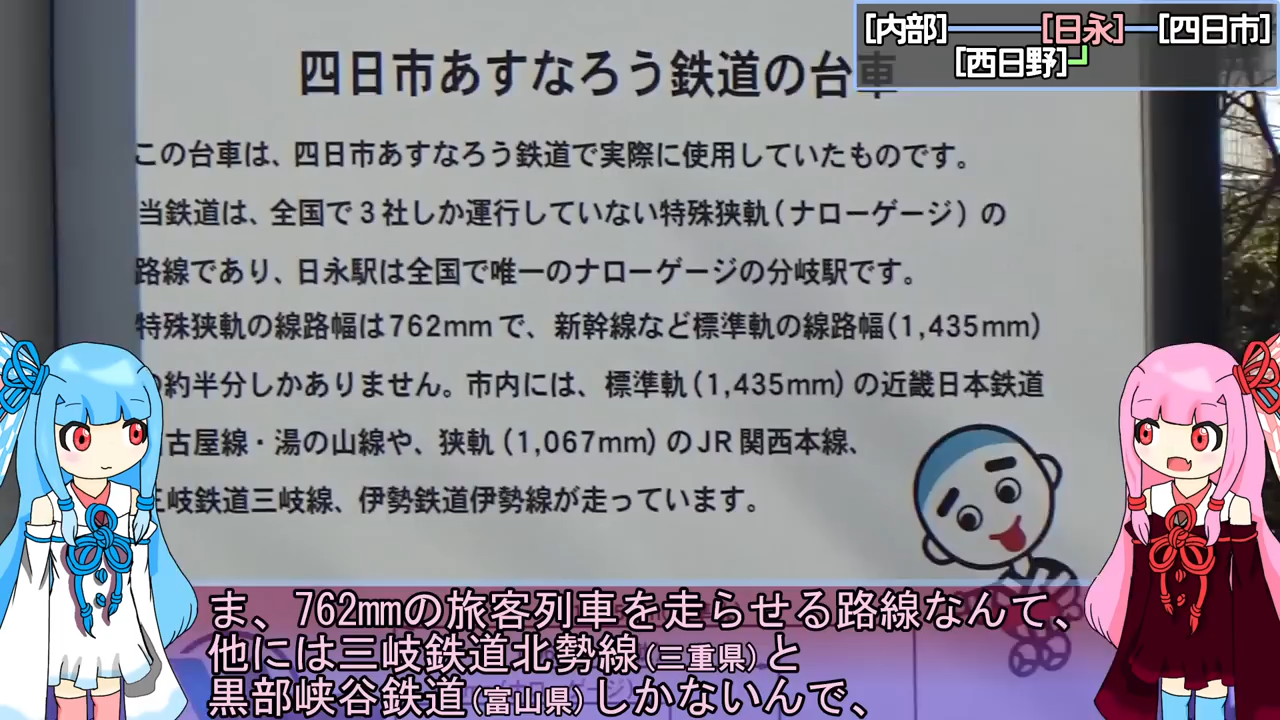 [内部]―[日永]―[四日市]
[西日野]
四日市あすなろう鉄道の台車
この台車は、四日市あすなろう鉄道で実際に使用していたものです。
当鉄道は、全国で3社しか運行していない特殊狭軌(ナローゲージ)の
路線であり、日永駅は全国で唯一のナローゲージの分岐駅です。
特殊狭軌の線路幅は762mmで、新幹線など標準軌の線路幅(1,435mm)
の約半分しかありません。市内には、標準軌(1,435mm)の近畿日本鉄道
古屋線・湯の山線や、狭軌(1,067mm)のJR関西本線、
三岐鉄道三岐線、伊勢鉄道伊勢線が走っています。
ま、762mmの旅客列車を走らせる路線なんて、
他には三岐鉄道北勢線(三重県)と
黒部峡谷鉄道(富山県)しかないんで、